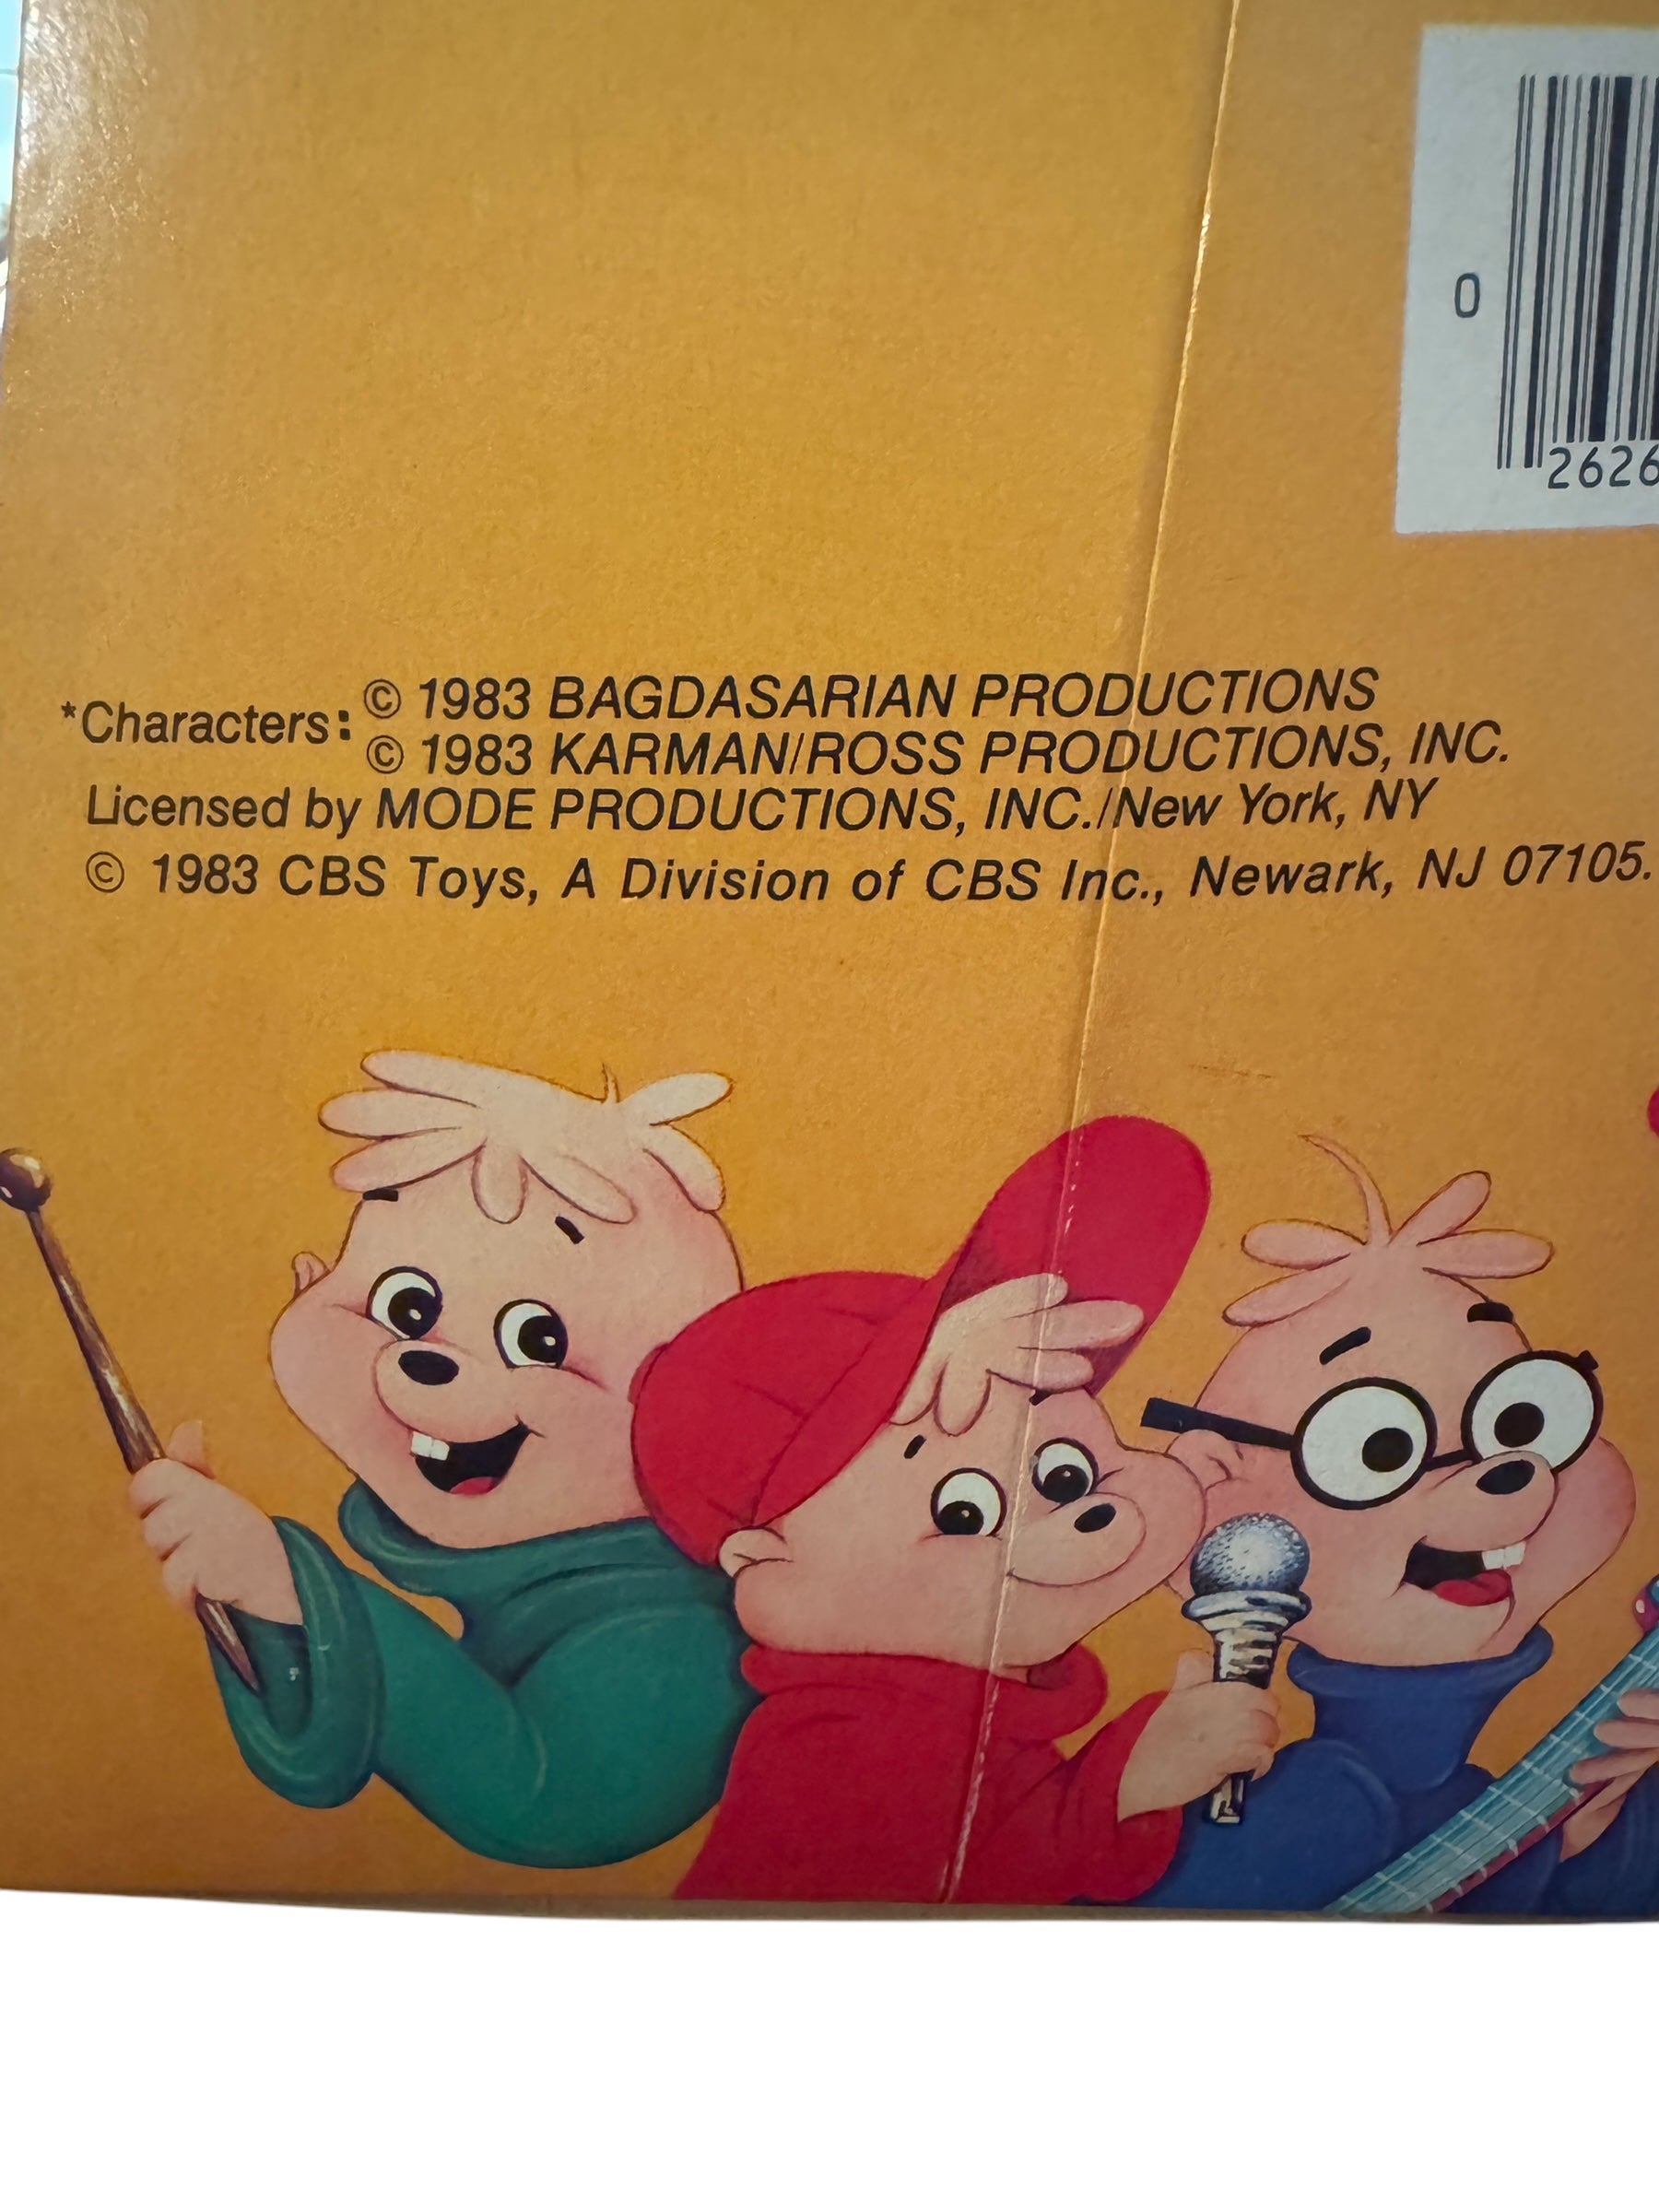 0
2626
*Characters: © 1983 BAGDASARIAN PRODUCTIONS
© 1983 KARMAN/ROSS PRODUCTIONS, INC.
Licensed by MODE PRODUCTIONS, INC./New York, NY
© 1983 CBS Toys, A Division of CBS Inc., Newark, NJ 07105.